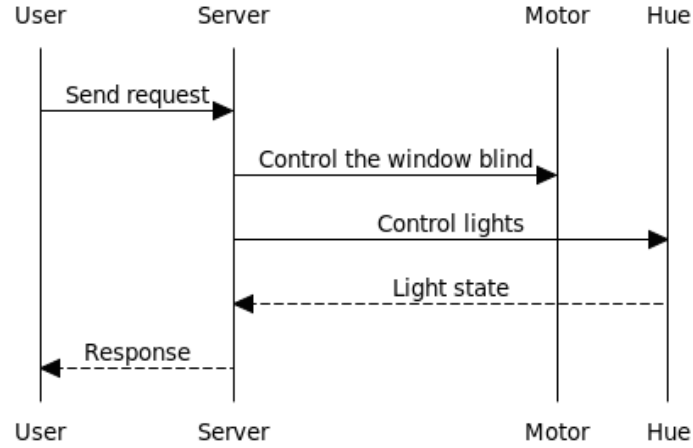 User Server Motor Hue
Send request
Control the window blind
Control lights
Light state
Response
User Server Motor Hue